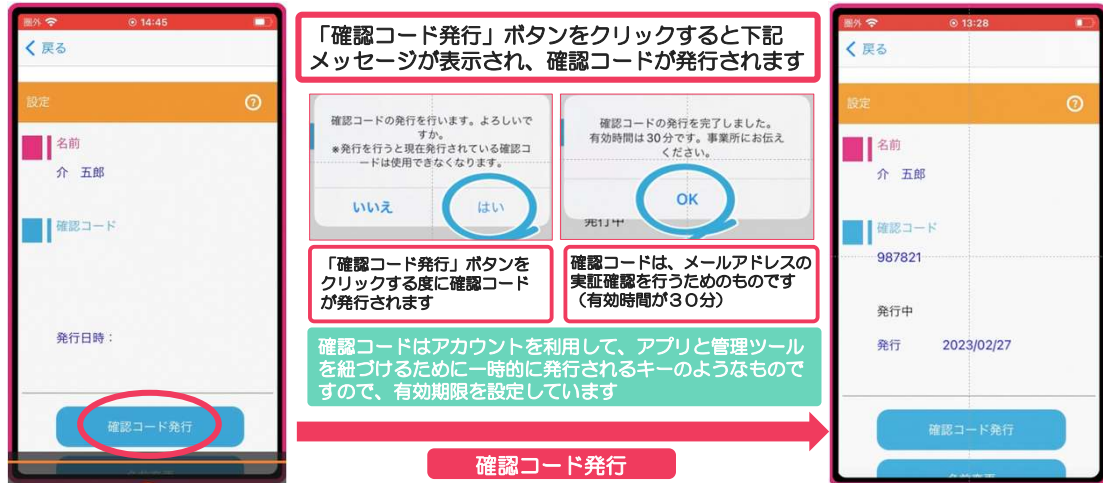 圏外 14:45
戻る
設定 ?
名前
介 五郎
確認コード
発行日時：
確認コード発行
「確認コード発行」ボタンをクリックすると下記
メッセージが表示され、確認コードが発行されます
確認コードの発行を行います。よろしいで
すか。
※発行を行うと現在発行されている確認コ
ードは使用できなくなります。
いいえ はい
確認コードの発行を完了しました。
有効時間は30分です。事業所にお伝え
ください。
OK
発行中
「確認コード発行」ボタンを
クリックする度に確認コード
が発行されます
確認コードは、メールアドレスの
実証確認を行うためのものです
（有効時間が３０分）
確認コードはアカウントを利用して、アプリと管理ツール
を紐づけるために一時的に発行されるキーのようなもので
すので、有効期限を設定しています
確認コード発行
圏外 13:28
戻る
設定 ?
名前
介 五郎
確認コード
987821
発行中
発行 2023/02/27
確認コード発行